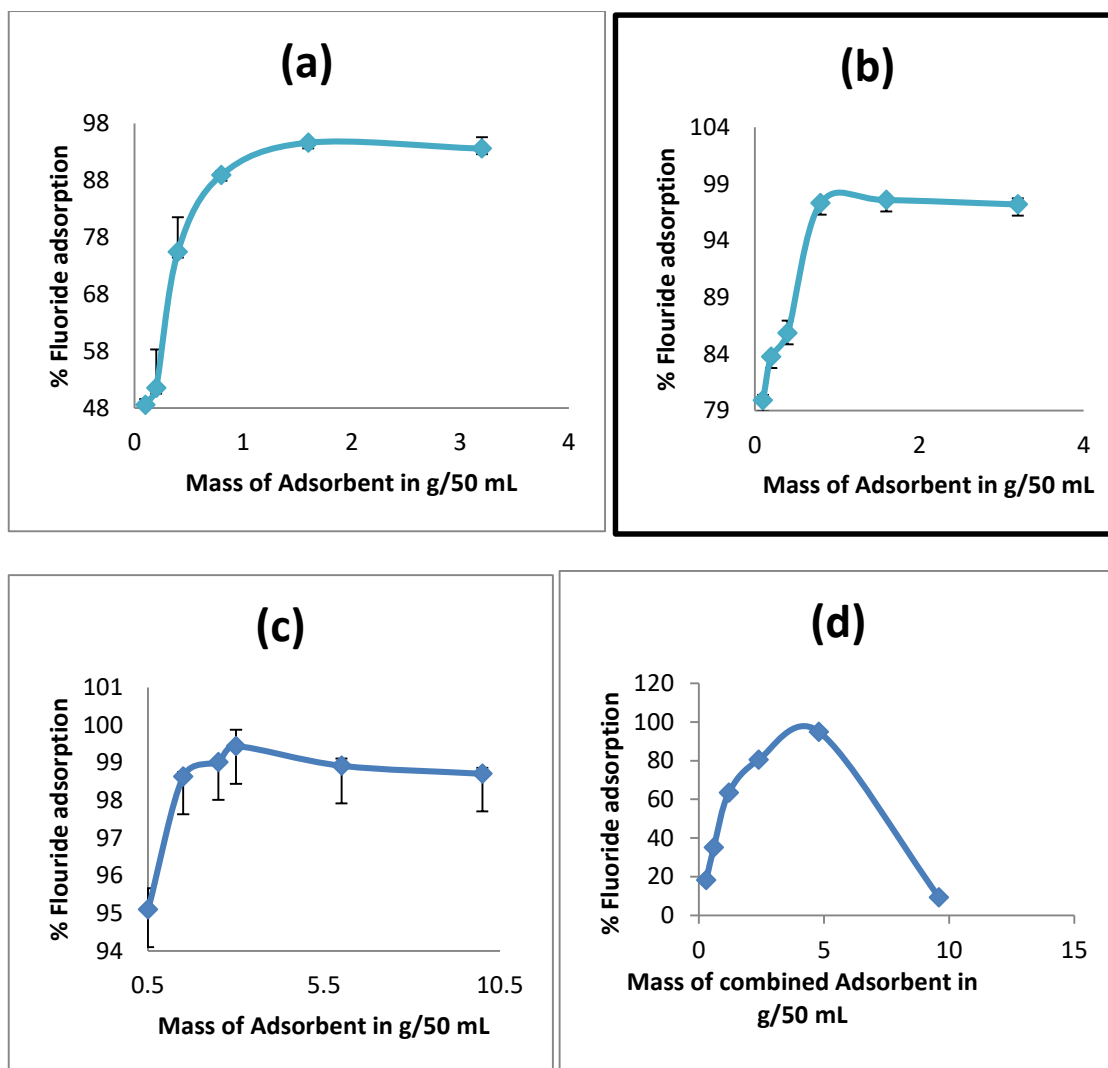 (a)
% Fluoride adsorption
98
88
78
68
58
48
0 1 2 3 4
Mass of Adsorbent in g/50 mL
(b)
% Flouride adsorption
104
99
94
89
84
79
0 2 4
Mass of Adsorbent in g/50 mL
(c)
% Flouride adsorption
101
100
99
98
97
96
95
94
0.5 5.5 10.5
Mass of Adsorbent in g/50 mL
(d)
% Fluoride adsorption
120
100
80
60
40
20
0
0 5 10 15
Mass of combined Adsorbent in
g/50 mL